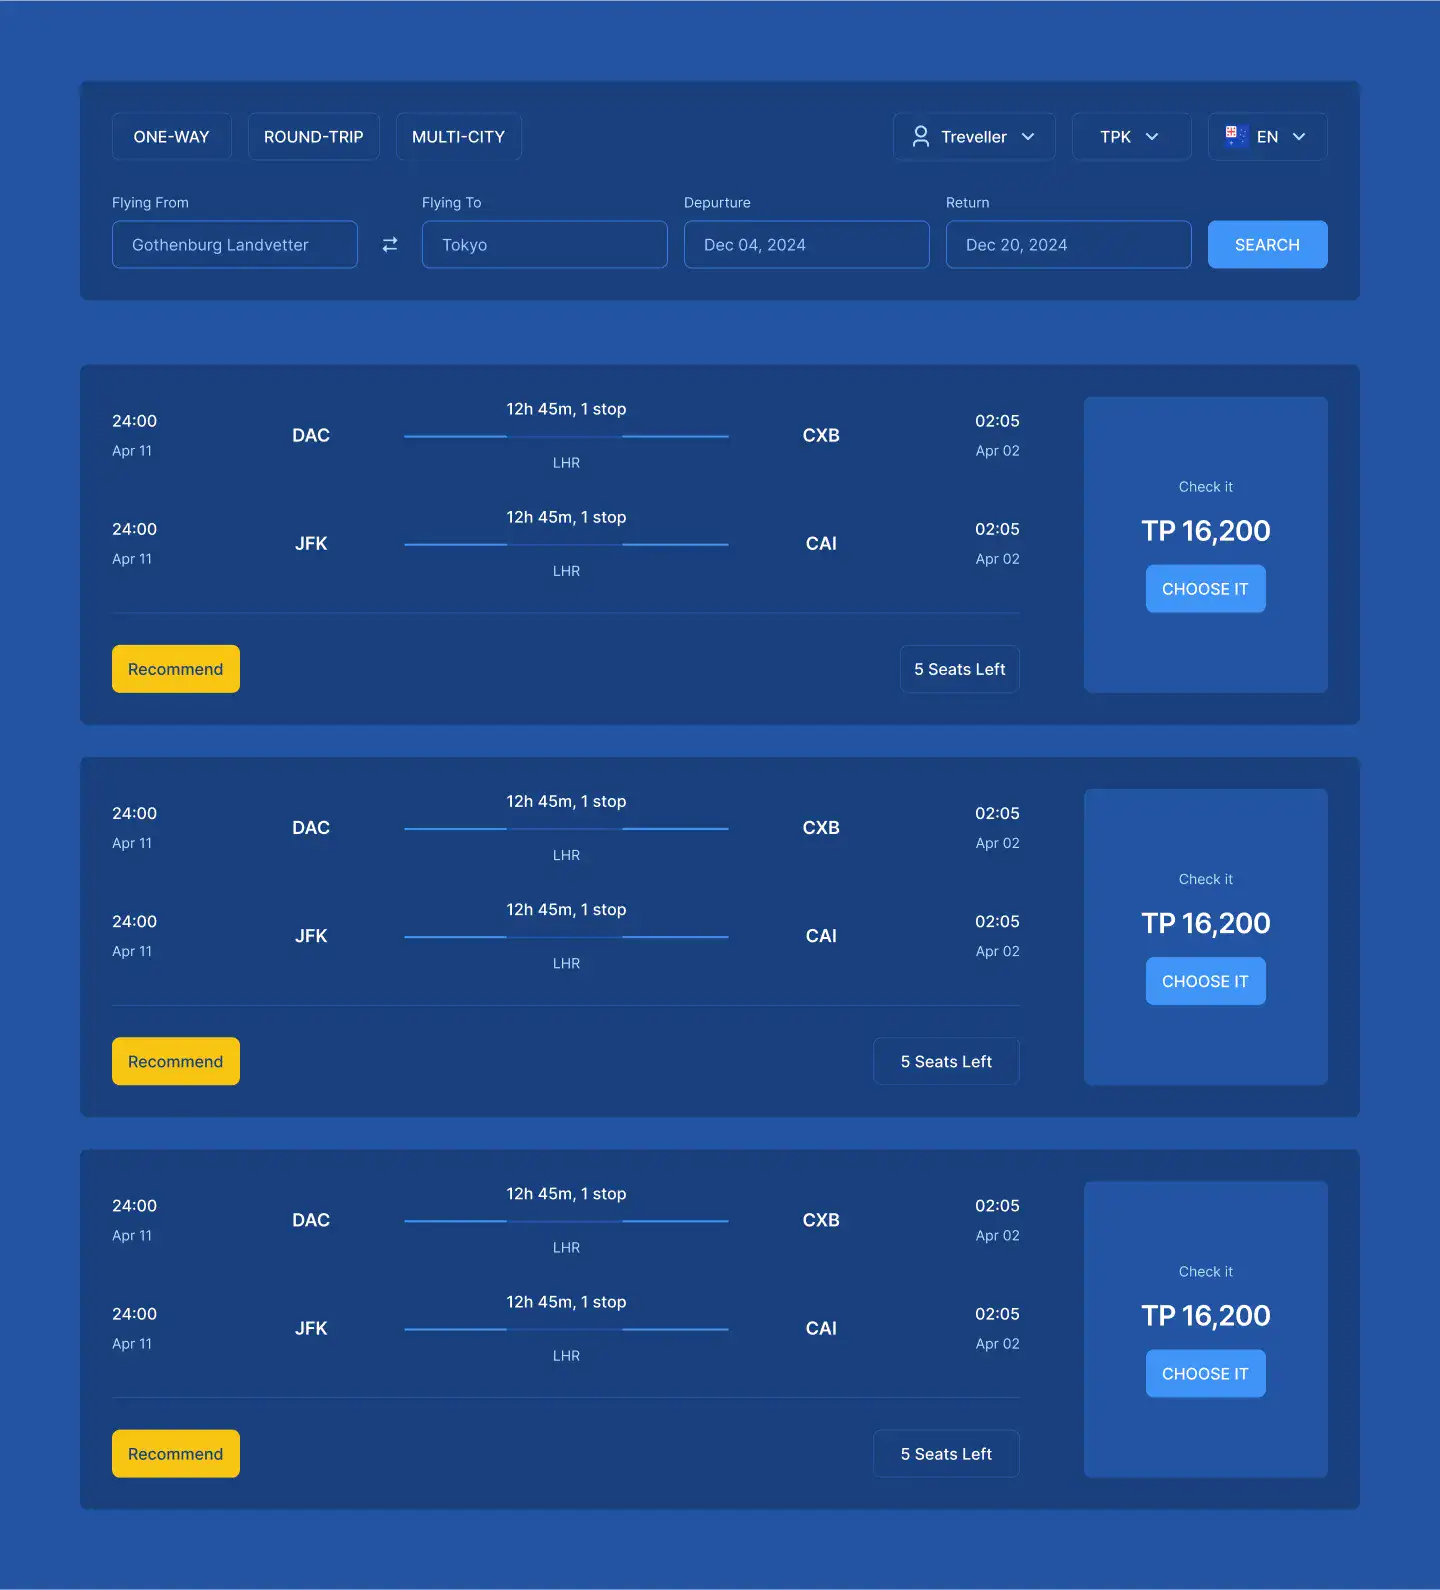 ONE-WAY ROUND-TRIP MULTI-CITY Treveller TPK EN
Flying From Flying To Depurture Return
Gothenburg Landvetter Tokyo Dec 04, 2024 Dec 20, 2024 SEARCH
12h 45m, 1 stop
24:00 02:05
DAC CXB
Apr 11 Apr 02
LHR
12h 45m, 1 stop
24:00 02:05
JFK CAI
Apr 11 Apr 02
LHR
Recommend 5 Seats Left
Check it
TP 16,200
CHOOSE IT
12h 45m, 1 stop
24:00 02:05
DAC CXB
Apr 11 Apr 02
LHR
12h 45m, 1 stop
24:00 02:05
JFK CAI
Apr 11 Apr 02
LHR
Recommend 5 Seats Left
Check it
TP 16,200
CHOOSE IT
12h 45m, 1 stop
24:00 02:05
DAC CXB
Apr 11 Apr 02
LHR
12h 45m, 1 stop
24:00 02:05
JFK CAI
Apr 11 Apr 02
LHR
Recommend 5 Seats Left
Check it
TP 16,200
CHOOSE IT